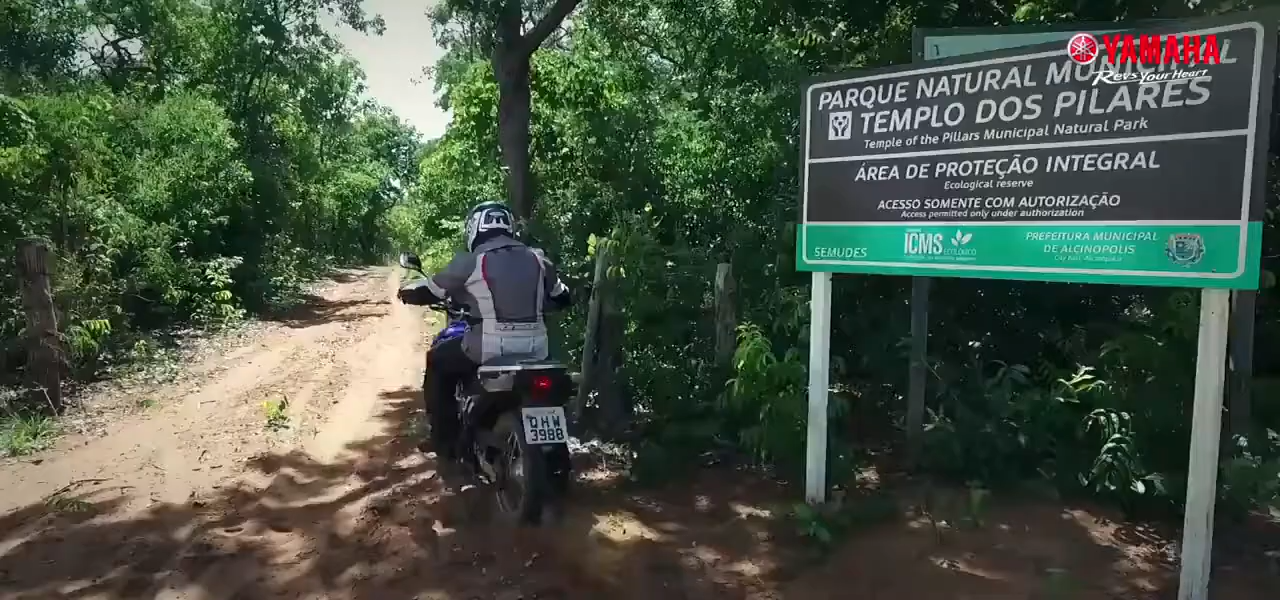 YAMAHA
Revs Your Heart
PARQUE NATURAL MUNICIPAL
TEMPLO DOS PILARES
Temple of the Pillars Municipal Natural Park
ÁREA DE PROTEÇÃO INTEGRAL
Ecological reserve
ACESSO SOMENTE COM AUTORIZAÇÃO
Access permitted only under authorization
SEMUDES
ICMS
ECOLÓGICO
PREFEITURA MUNICIPAL
DE ALCINÓPOLIS
QHW
3988